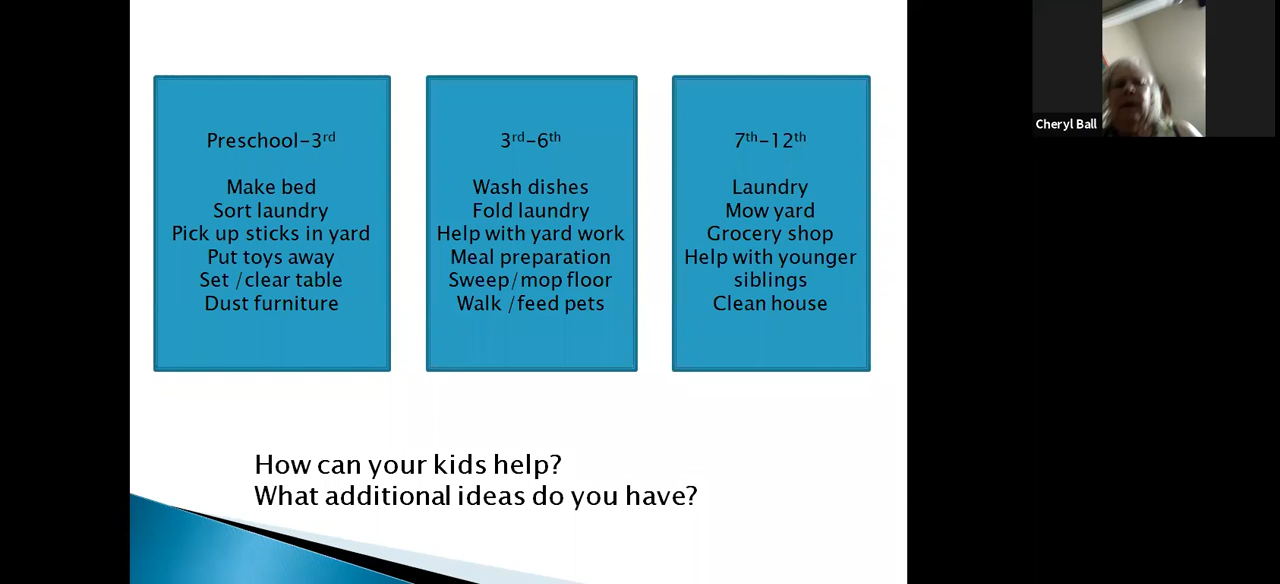 Preschool-3rd
Make bed
Sort laundry
Pick up sticks in yard
Put toys away
Set /clear table
Dust furniture
3rd-6th
Wash dishes
Fold laundry
Help with yard work
Meal preparation
Sweep/mop floor
Walk /feed pets
7th-12th
Laundry
Mow yard
Grocery shop
Help with younger
siblings
Clean house
How can your kids help?
What additional ideas do you have?
Cheryl Ball